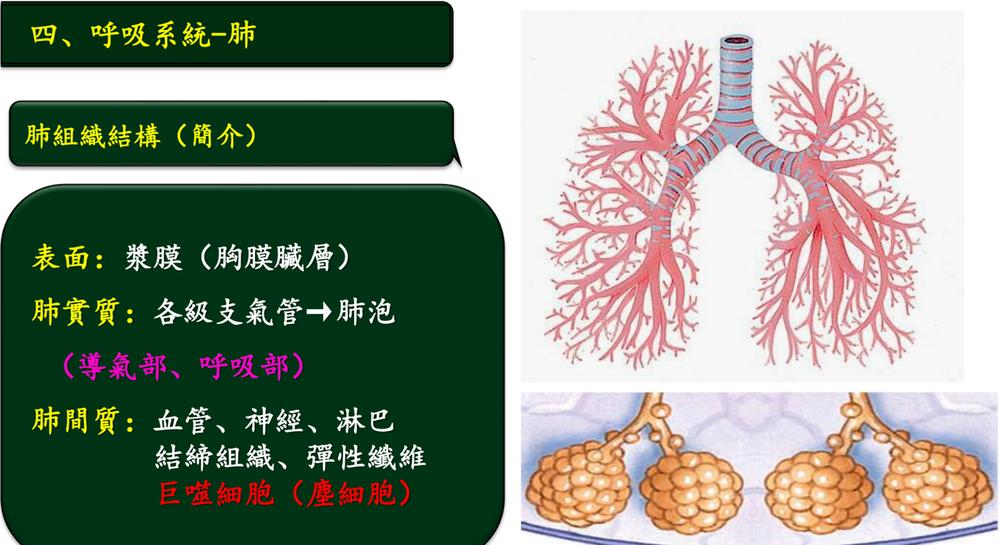 四、呼吸系統-肺
肺組織結構（簡介）
表面：漿膜（胸膜臟層）
肺實質：各級支氣管→肺泡
（導氣部、呼吸部）
肺間質：血管、神經、淋巴
結締組織、彈性纖維
巨噬細胞（塵細胞）